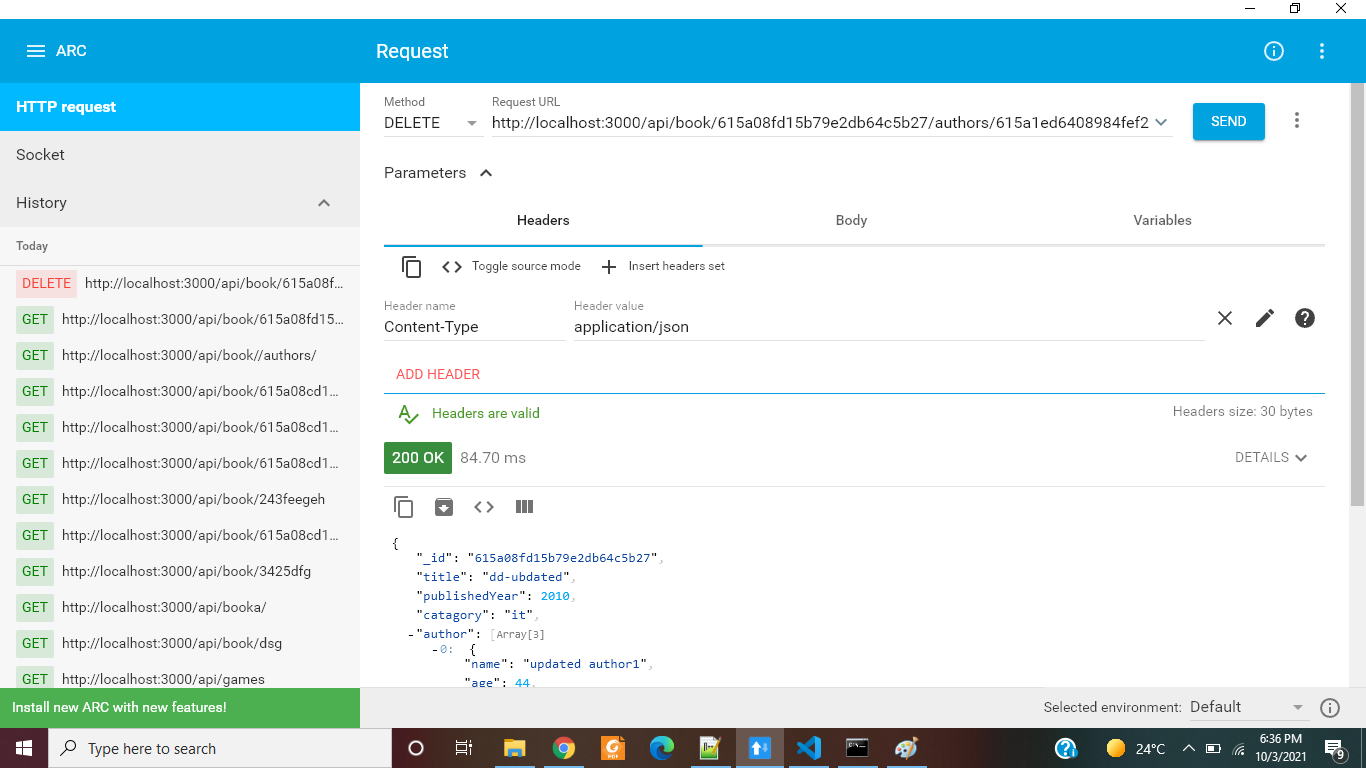 ARC
Request
HTTP request
Socket
History
Today
DELETE http://localhost:3000/api/book/615a08f...
GET http://localhost:3000/api/book/615a08fd15...
GET http://localhost:3000/api/book//authors/
GET http://localhost:3000/api/book/615a08cd1...
GET http://localhost:3000/api/book/615a08cd1...
GET http://localhost:3000/api/book/615a08cd1...
GET http://localhost:3000/api/book/243feegeh
GET http://localhost:3000/api/book/615a08cd1...
GET http://localhost:3000/api/book/3425dfg
GET http://localhost:3000/api/booka/
GET http://localhost:3000/api/book/dsg
GET http://localhost:3000/api/games
Install new ARC with new features!
Method
DELETE
Request URL
http://localhost:3000/api/book/615a08fd15b79e2db64c5b27/authors/615a1ed6408984fef2
SEND
Parameters
Headers Body Variables
Toggle source mode Insert headers set
Header name Header value
Content-Type application/json
ADD HEADER
Headers are valid
Headers size: 30 bytes
200 OK 84.70 ms
DETAILS
{
"_id": "615a08fd15b79e2db64c5b27",
"title": "dd-ubdated",
"publishedYear": 2010,
"catagory": "it",
-"author": [Array[3]
-0: {
"name": "updated author1",
"age": 44,
Selected environment: Default
Type here to search
24°C
6:36 PM
10/3/2021
9